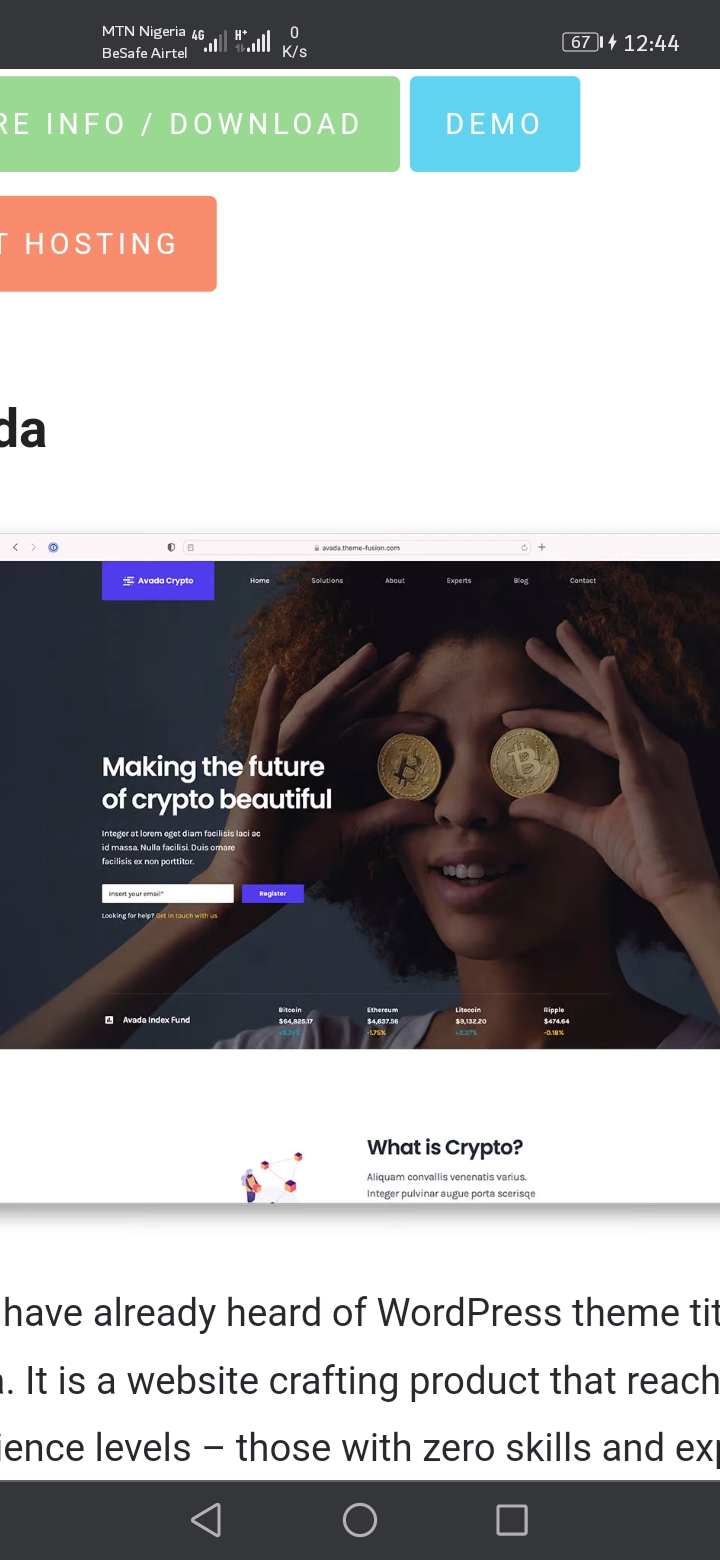 MTN Nigeria 4G H+ 0
BeSafe Airtel K/s 67 12:44
RE INFO / DOWNLOAD DEMO
T HOSTING
da
avada.theme-fusion.com
Avada Crypto Home Solutions About Experts Blog Contact
Making the future
of crypto beautiful
Integer at lorem eget diam facilisis laci ac
id massa. Nulla facilisi. Duis ornare
facilisis ex non porttitor.
Insert your email* Register
Looking for help? Get in touch with us
Bitcoin Ethereum Litecoin Ripple
Avada Index Fund $64,825.17 $4,637.56 $9,132.20 $474.64
-1.75% +2.37% -0.18%
What is Crypto?
Aliquam convallis venenatis varius.
Integer pulvinar augue porta scerisqe
have already heard of WordPress theme tit
a. It is a website crafting product that reach
ience levels – those with zero skills and exp